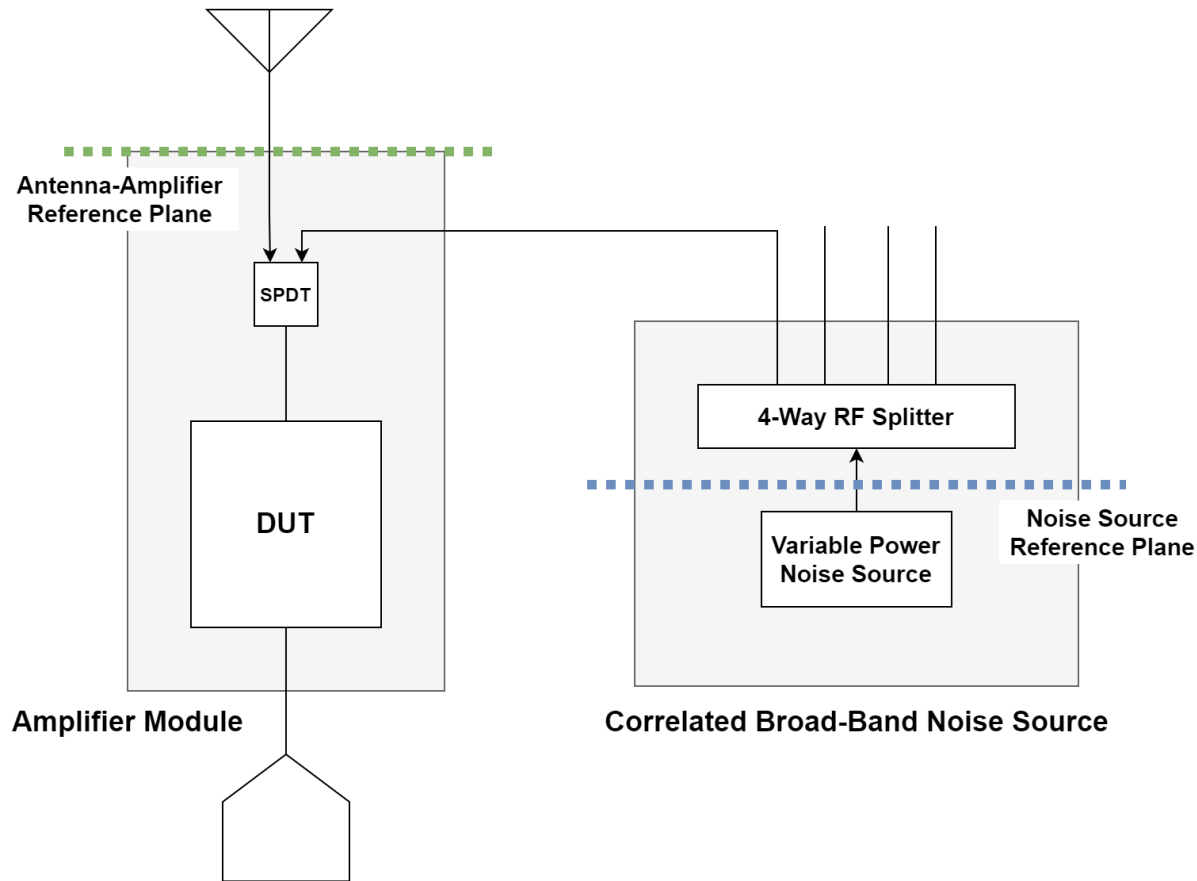 Antenna-Amplifier
Reference Plane
SPDT
4-Way RF Splitter
DUT
Noise Source
Reference Plane
Variable Power
Noise Source
Amplifier Module
Correlated Broad-Band Noise Source